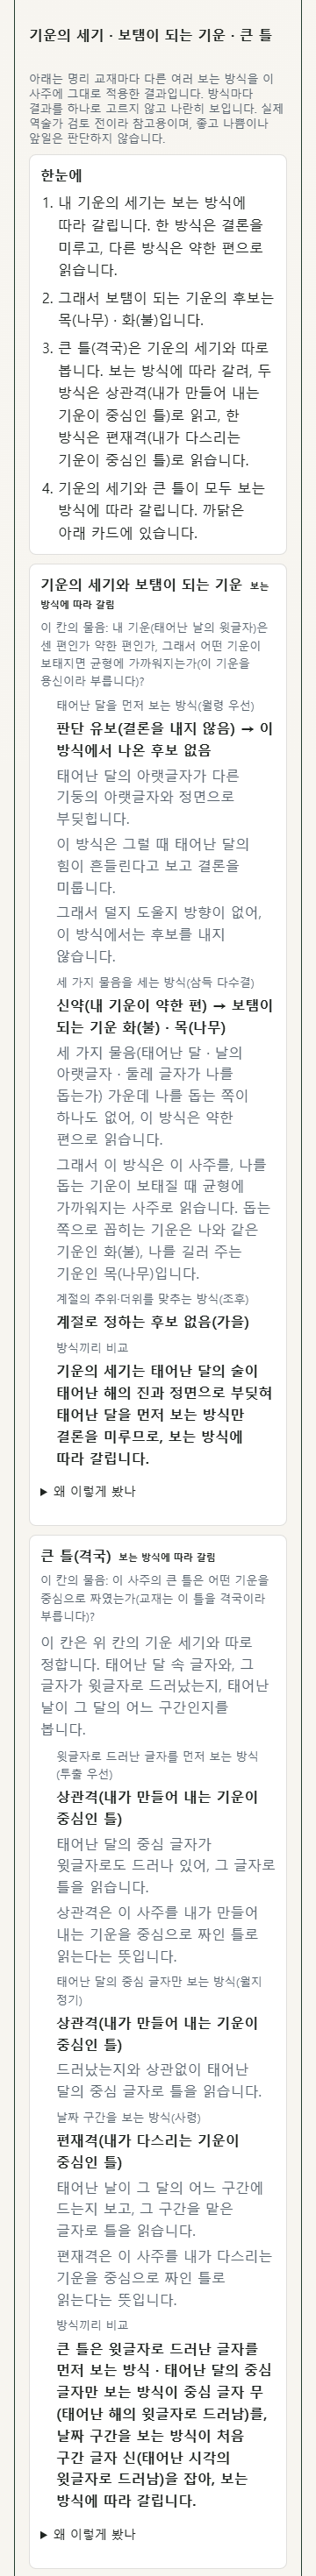 기운의 세기 · 보탬이 되는 기운 · 큰 틀
아래는 명리 교재마다 다른 여러 보는 방식을 이
사주에 그대로 적용한 결과입니다. 방식마다
결과를 하나로 고르지 않고 나란히 보입니다. 실제
역술가 검토 전이라 참고용이며, 좋고 나쁨이나
앞일은 판단하지 않습니다.
한눈에
1. 내 기운의 세기는 보는 방식에
따라 갈립니다. 한 방식은 결론을
미루고, 다른 방식은 약한 편으로
읽습니다.
2. 그래서 보탬이 되는 기운의 후보는
목(나무) · 화(불)입니다.
3. 큰 틀(격국)은 기운의 세기와 따로
봅니다. 보는 방식에 따라 갈려, 두
방식은 상관격(내가 만들어 내는
기운이 중심인 틀)로 읽고, 한
방식은 편재격(내가 다스리는
기운이 중심인 틀)로 읽습니다.
4. 기운의 세기와 큰 틀이 모두 보는
방식에 따라 갈립니다. 까닭은
아래 카드에 있습니다.
기운의 세기와 보탬이 되는 기운 보는
방식에 따라 갈림
이 칸의 물음: 내 기운(태어난 날의 윗글자)은
센 편인가 약한 편인가, 그래서 어떤 기운이
보태지면 균형에 가까워지는가(이 기운을
용신이라 부릅니다)?
태어난 달을 먼저 보는 방식(월령 우선)
판단 유보(결론을 내지 않음) → 이
방식에서 나온 후보 없음
태어난 달의 아랫글자가 다른
기둥의 아랫글자와 정면으로
부딪힙니다.
이 방식은 그럴 때 태어난 달의
힘이 흔들린다고 보고 결론을
미룹니다.
그래서 덜지 도울지 방향이 없어,
이 방식에서는 후보를 내지
않습니다.
세 가지 물음을 세는 방식(삼득 다수결)
신약(내 기운이 약한 편) → 보탬이
되는 기운 화(불) · 목(나무)
세 가지 물음(태어난 달 · 날의
아랫글자 · 둘레 글자가 나를
돕는가) 가운데 나를 돕는 쪽이
하나도 없어, 이 방식은 약한
편으로 읽습니다.
그래서 이 방식은 이 사주를, 나를
돕는 기운이 보태질 때 균형에
가까워지는 사주로 읽습니다. 돕는
쪽으로 꼽히는 기운은 나와 같은
기운인 화(불), 나를 길러 주는
기운인 목(나무)입니다.
계절의 추위·더위를 맞추는 방식(조후)
계절로 정하는 후보 없음(가을)
방식끼리 비교
기운의 세기는 태어난 달의 술이
태어난 해의 진과 정면으로 부딪혀
태어난 달을 먼저 보는 방식만
결론을 미루므로, 보는 방식에
따라 갈립니다.
▶ 왜 이렇게 봤나
큰 틀(격국) 보는 방식에 따라 갈림
이 칸의 물음: 이 사주의 큰 틀은 어떤 기운을
중심으로 짜였는가(교재는 이 틀을 격국이라
부릅니다)?
이 칸은 위 칸의 기운 세기와 따로
정합니다. 태어난 달 속 글자와, 그
글자가 윗글자로 드러났는지, 태어난
날이 그 달의 어느 구간인지를
봅니다.
윗글자로 드러난 글자를 먼저 보는 방식
(투출 우선)
상관격(내가 만들어 내는 기운이
중심인 틀)
태어난 달의 중심 글자가
윗글자로도 드러나 있어, 그 글자로
틀을 읽습니다.
상관격은 이 사주를 내가 만들어
내는 기운을 중심으로 짜인 틀로
읽는다는 뜻입니다.
태어난 달의 중심 글자만 보는 방식(월지
정기)
상관격(내가 만들어 내는 기운이
중심인 틀)
드러났는지와 상관없이 태어난
달의 중심 글자로 틀을 읽습니다.
날짜 구간을 보는 방식(사령)
편재격(내가 다스리는 기운이
중심인 틀)
태어난 날이 그 달의 어느 구간에
드는지 보고, 그 구간을 맡은
글자로 틀을 읽습니다.
편재격은 이 사주를 내가 다스리는
기운을 중심으로 짜인 틀로
읽는다는 뜻입니다.
방식끼리 비교
큰 틀은 윗글자로 드러난 글자를
먼저 보는 방식 · 태어난 달의 중심
글자만 보는 방식이 중심 글자 무
(태어난 해의 윗글자로 드러남)를,
날짜 구간을 보는 방식이 처음
구간 글자 신(태어난 시각의
윗글자로 드러남)을 잡아, 보는
방식에 따라 갈립니다.
▶ 왜 이렇게 봤나